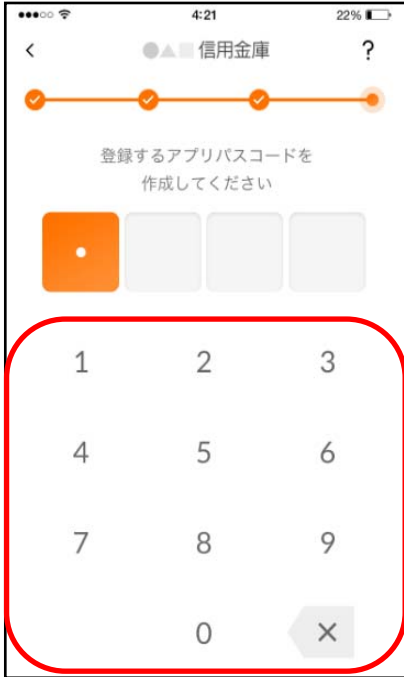 4:21
22%
< ●▲■信用金庫 ?
登録するアプリパスコードを
作成してください
1 2 3
4 5 6
7 8 9
0 ×